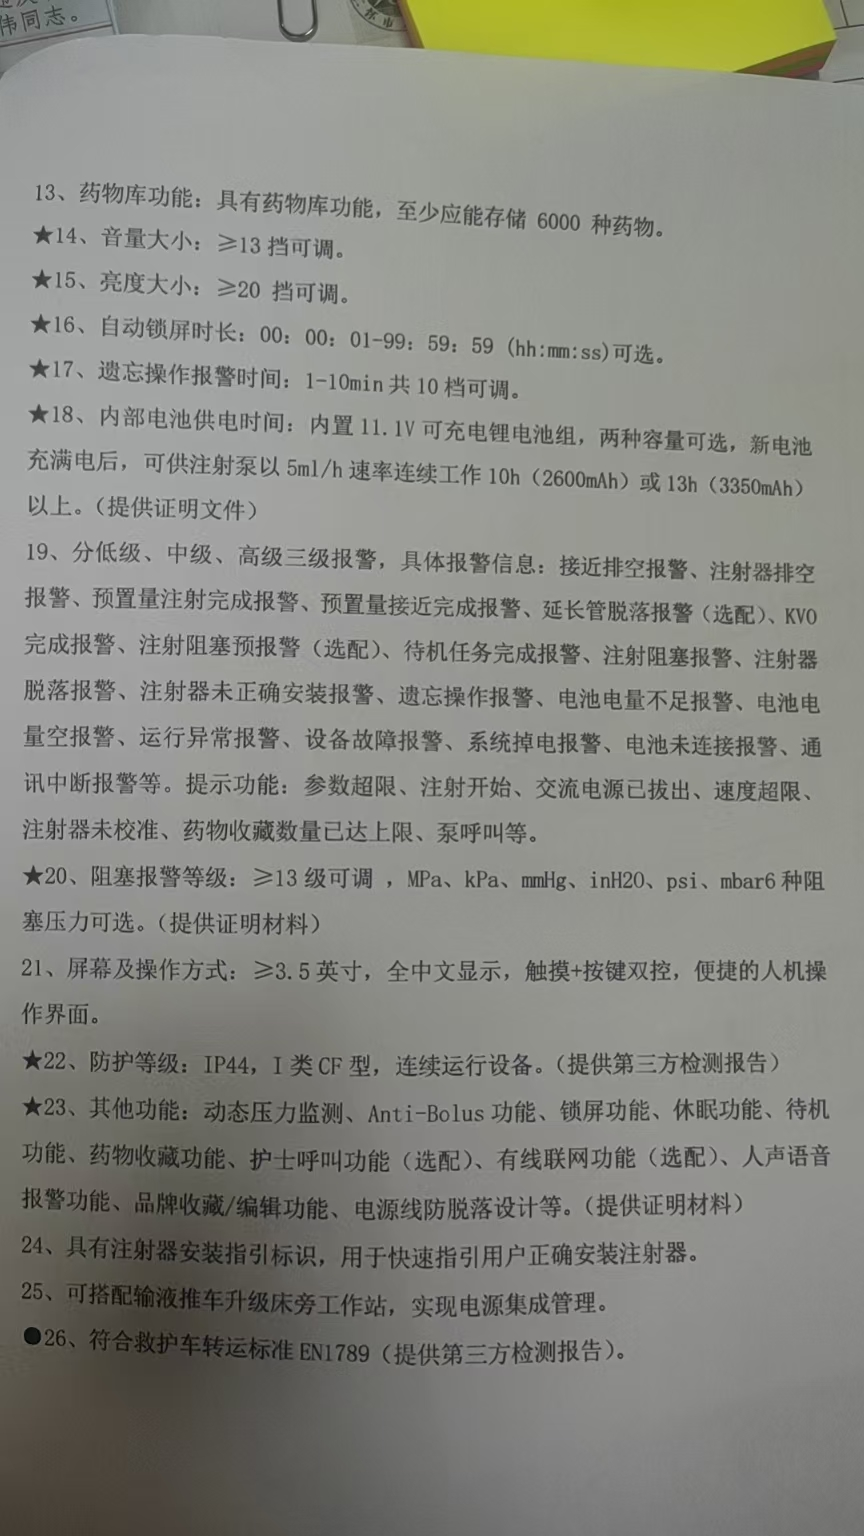 伟同志。
13、药物库功能：具有药物库功能，至少应能存储 6000 种药物。
★14、音量大小：≥13 挡可调。
★15、亮度大小：≥20 挡可调。
★16、自动锁屏时长：00：00：01-99：59：59 (hh:mm:ss)可选。
★17、遗忘操作报警时间：1-10min 共 10 档可调。
★18、内部电池供电时间：内置 11.1V 可充电锂电池组，两种容量可选，新电池
充满电后，可供注射泵以 5ml/h 速率连续工作 10h（2600mAh）或 13h（3350mAh）
以上。（提供证明文件）
19、分低级、中级、高级三级报警，具体报警信息：接近排空报警、注射器排空
报警、预置量注射完成报警、预置量接近完成报警、延长管脱落报警（选配）、KVO
完成报警、注射阻塞预报警（选配）、待机任务完成报警、注射阻塞报警、注射器
脱落报警、注射器未正确安装报警、遗忘操作报警、电池电量不足报警、电池电
量空报警、运行异常报警、设备故障报警、系统掉电报警、电池未连接报警、通
讯中断报警等。提示功能：参数超限、注射开始、交流电源已拔出、速度超限、
注射器未校准、药物收藏数量已达上限、泵呼叫等。
★20、阻塞报警等级：≥13 级可调 ，MPa、kPa、mmHg、inH2O、psi、mbar6 种阻
塞压力可选。（提供证明材料）
21、屏幕及操作方式：≥3.5 英寸，全中文显示，触摸+按键双控，便捷的人机操
作界面。
★22、防护等级：IP44，I 类 CF 型，连续运行设备。（提供第三方检测报告）
★23、其他功能：动态压力监测、Anti-Bolus 功能、锁屏功能、休眠功能、待机
功能、药物收藏功能、护士呼叫功能（选配）、有线联网功能（选配）、人声语音
报警功能、品牌收藏/编辑功能、电源线防脱落设计等。（提供证明材料）
24、具有注射器安装指引标识，用于快速指引用户正确安装注射器。
25、可搭配输液推车升级床旁工作站，实现电源集成管理。
●26、符合救护车转运标准 EN1789（提供第三方检测报告）。